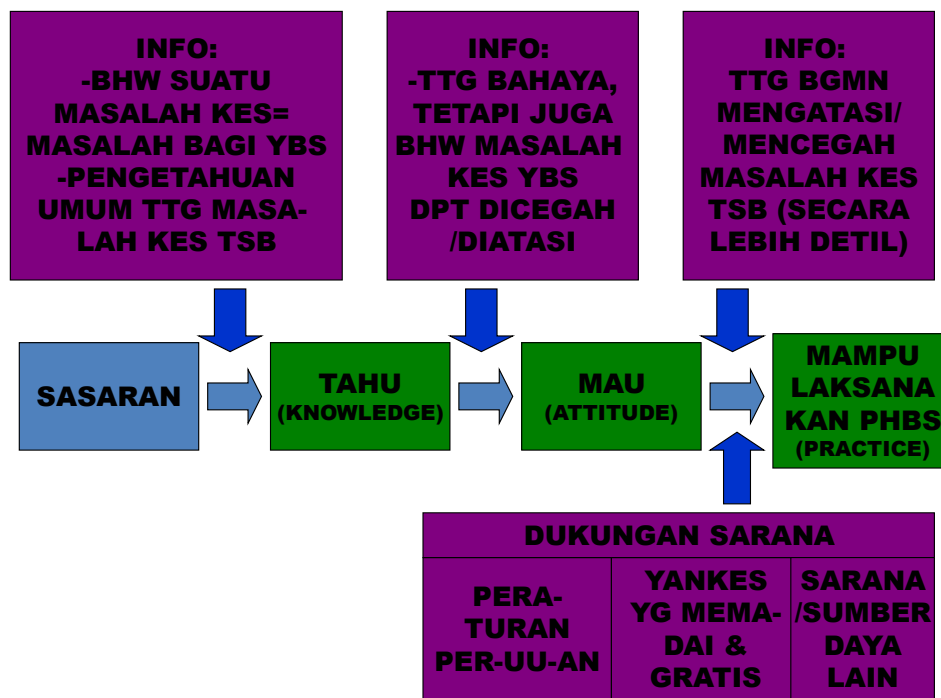 INFO:
-BHW SUATU
MASALAH KES=
MASALAH BAGI YBS
-PENGETAHUAN
UMUM TTG MASA-
LAH KES TSB
INFO:
-TTG BAHAYA,
TETAPI JUGA
BHW MASALAH
KES YBS
DPT DICEGAH
/DIATASI
INFO:
TTG BGMN
MENGATASI/
MENCEGAH
MASALAH KES
TSB (SECARA
LEBIH DETIL)
SASARAN
TAHU
(KNOWLEDGE)
MAU
(ATTITUDE)
MAMPU
LAKSANA
KAN PHBS
(PRACTICE)
DUKUNGAN SARANA
PERA-
TURAN
PER-UU-AN
YANKES
YG MEMA-
DAI &
GRATIS
SARANA
/SUMBER
DAYA
LAIN